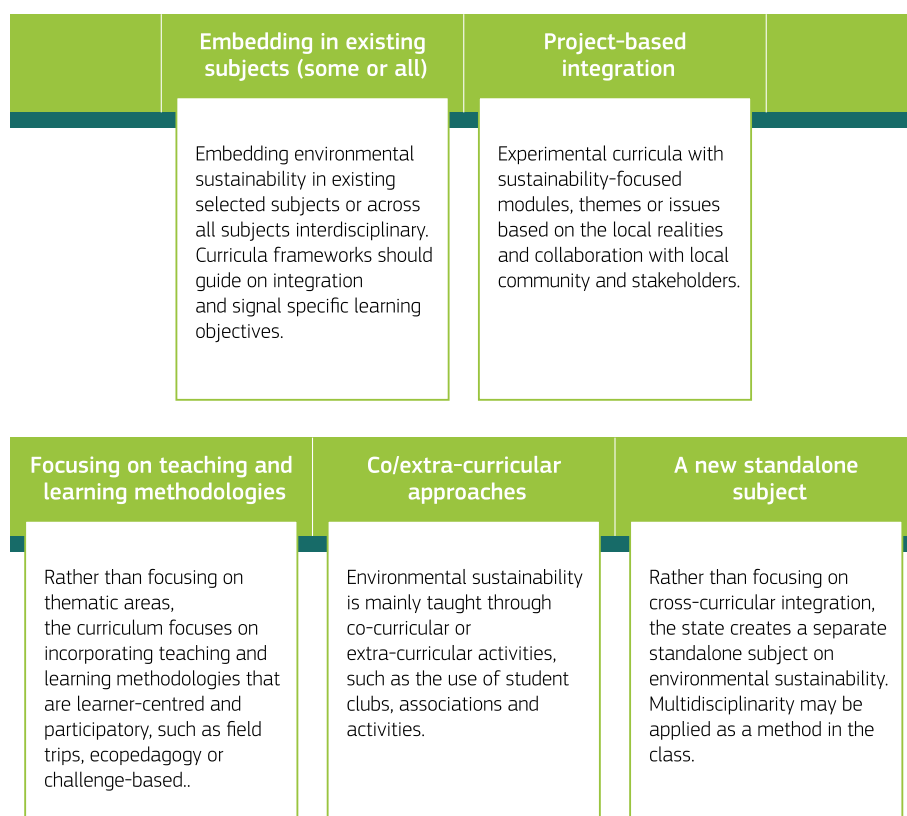 Embedding in existing
subjects (some or all)
Embedding environmental
sustainability in existing
selected subjects or across
all subjects interdisciplinary.
Curricula frameworks should
guide on integration
and signal specific learning
objectives.
Project-based
integration
Experimental curricula with
sustainability-focused
modules, themes or issues
based on the local realities
and collaboration with local
community and stakeholders.
Focusing on teaching and
learning methodologies
Rather than focusing on
thematic areas,
the curriculum focuses on
incorporating teaching and
learning methodologies that
are learner-centred and
participatory, such as field
trips, ecopedagogy or
challenge-based..
Co/extra-curricular
approaches
Environmental sustainability
is mainly taught through
co-curricular or
extra-curricular activities,
such as the use of student
clubs, associations and
activities.
A new standalone
subject
Rather than focusing on
cross-curricular integration,
the state creates a separate
standalone subject on
environmental sustainability.
Multidisciplinarity may be
applied as a method in the
class.